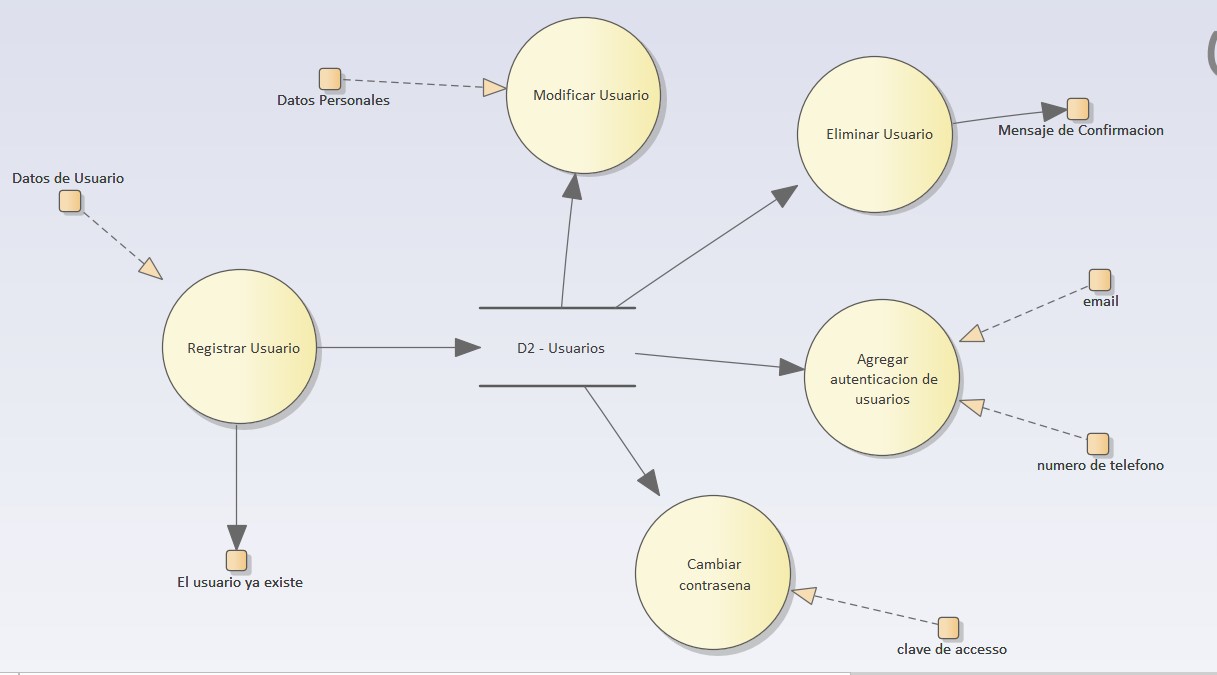 Modificar Usuario
Datos Personales
Eliminar Usuario
Mensaje de Confirmacion
Datos de Usuario
email
Registrar Usuario
D2 - Usuarios
Agregar
autenticacion de
usuarios
numero de telefono
Cambiar
contrasena
El usuario ya existe
clave de accesso